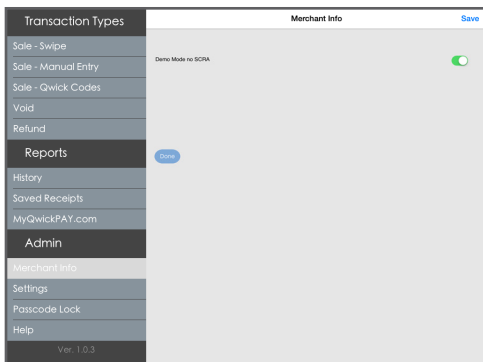 Transaction Types
Merchant Info
Save
Sale - Swipe
Sale - Manual Entry
Sale - Qwick Codes
Void
Refund
Demo Mode no SCRA
Reports
Done
History
Saved Receipts
MyQwickPAY.com
Admin
Merchant Info
Settings
Passcode Lock
Help
Ver. 1.0.3